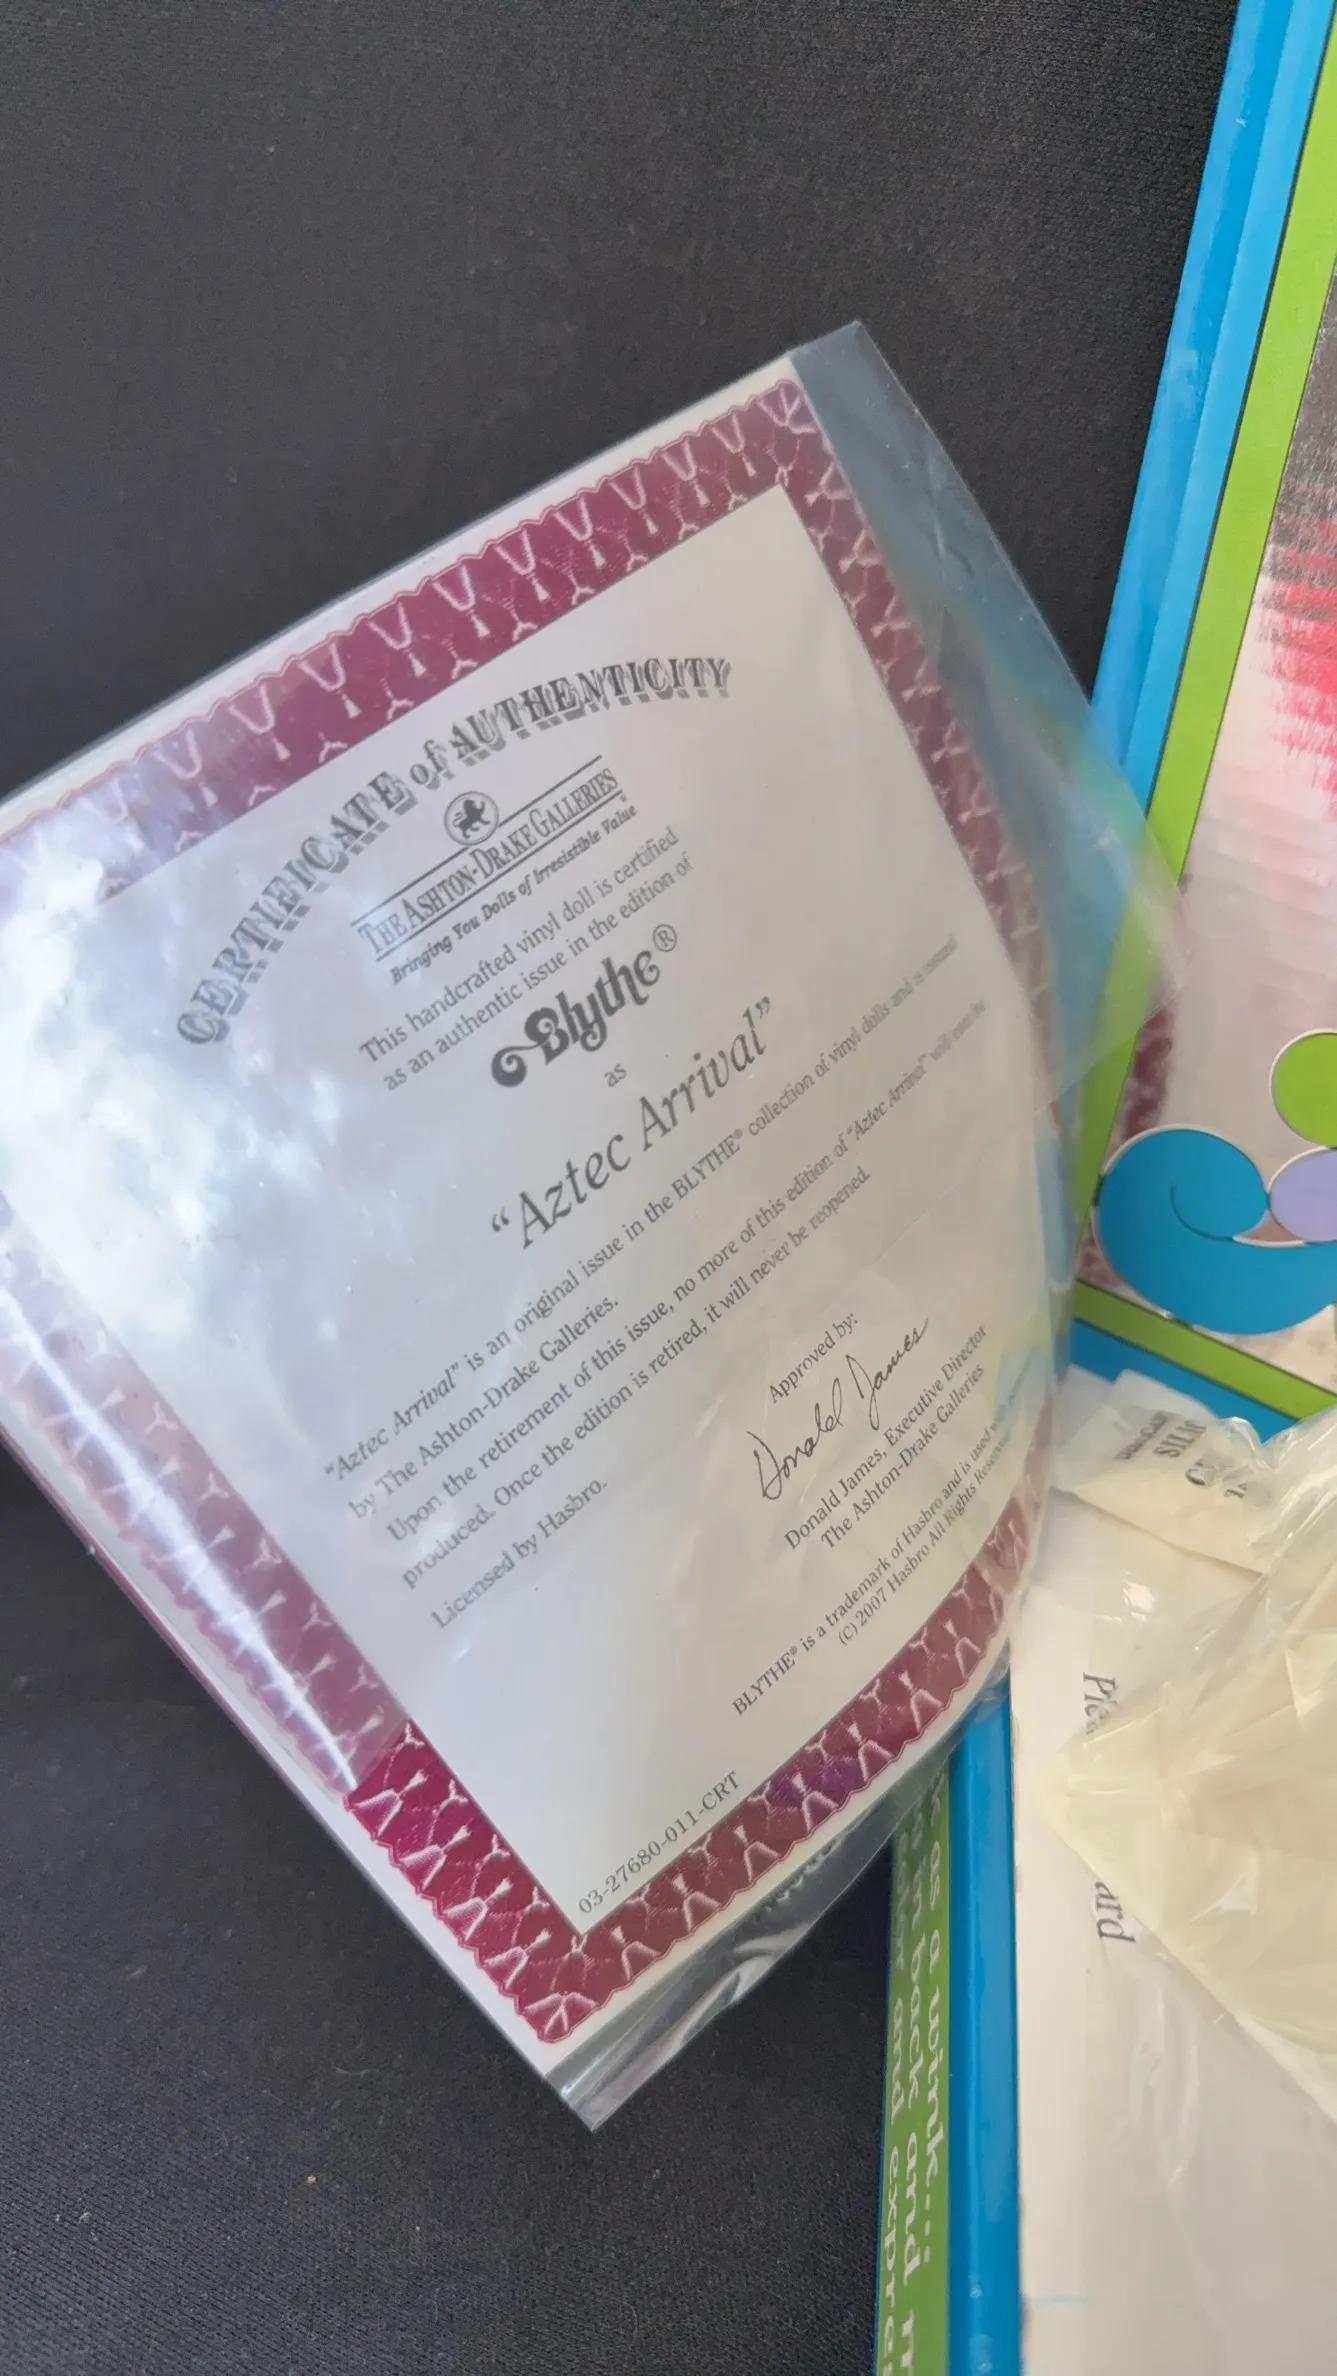 CERTIFICATE of AUTHENTICITY
THE ASHTON-DRAKE GALLERIES
Bringing You Dolls of Irresistible Value
This handcrafted vinyl doll is certified
as an authentic issue in the edition of
Blythe®
as
"Aztec Arrival"
"Aztec Arrival" is an original issue in the BLYTHE® collection of vinyl dolls and is issued
by The Ashton-Drake Galleries.
Upon the retirement of this issue, no more of this edition of "Aztec Arrival" will ever be
produced. Once the edition is retired, it will never be reopened.
Licensed by Hasbro.
Approved by:
Donald James
Donald James, Executive Director
The Ashton-Drake Galleries
BLYTHE® is a trademark of Hasbro and is used
(C) 2007 Hasbro All Rights
03-27680-011-CRT
as a wink...
back and
and